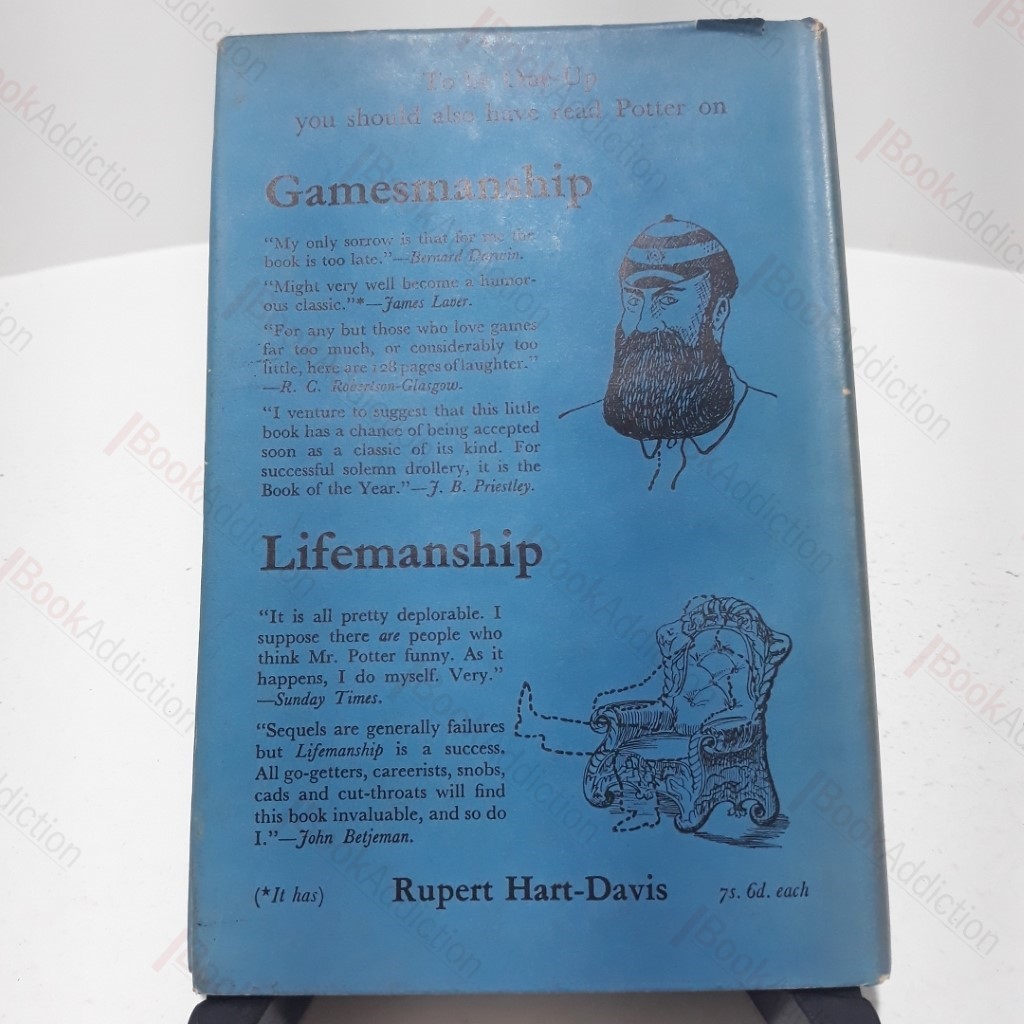 To be One-Up
you should also have read Potter on
Gamesmanship
“My only sorrow is that for me the
book is too late.”—Bernard Darwin.
“Might very well become a humor-
ous classic.”*—James Laver.
“For any but those who love games
far too much, or considerably too
little, here are 128 pages of laughter.”
—R. C. Robertson-Glasgow.
“I venture to suggest that this little
book has a chance of being accepted
soon as a classic of its kind. For
successful solemn drollery, it is the
Book of the Year.”—J. B. Priestley.
Lifemanship
“It is all pretty deplorable. I
suppose there are people who
think Mr. Potter funny. As it
happens, I do myself. Very.”
—Sunday Times.
“Sequels are generally failures
but Lifemanship is a success.
All go-getters, careerists, snobs,
cads and cut-throats will find
this book invaluable, and so do
I.”—John Betjeman.
(*It has) Rupert Hart-Davis 7s. 6d. each
BookAddiction